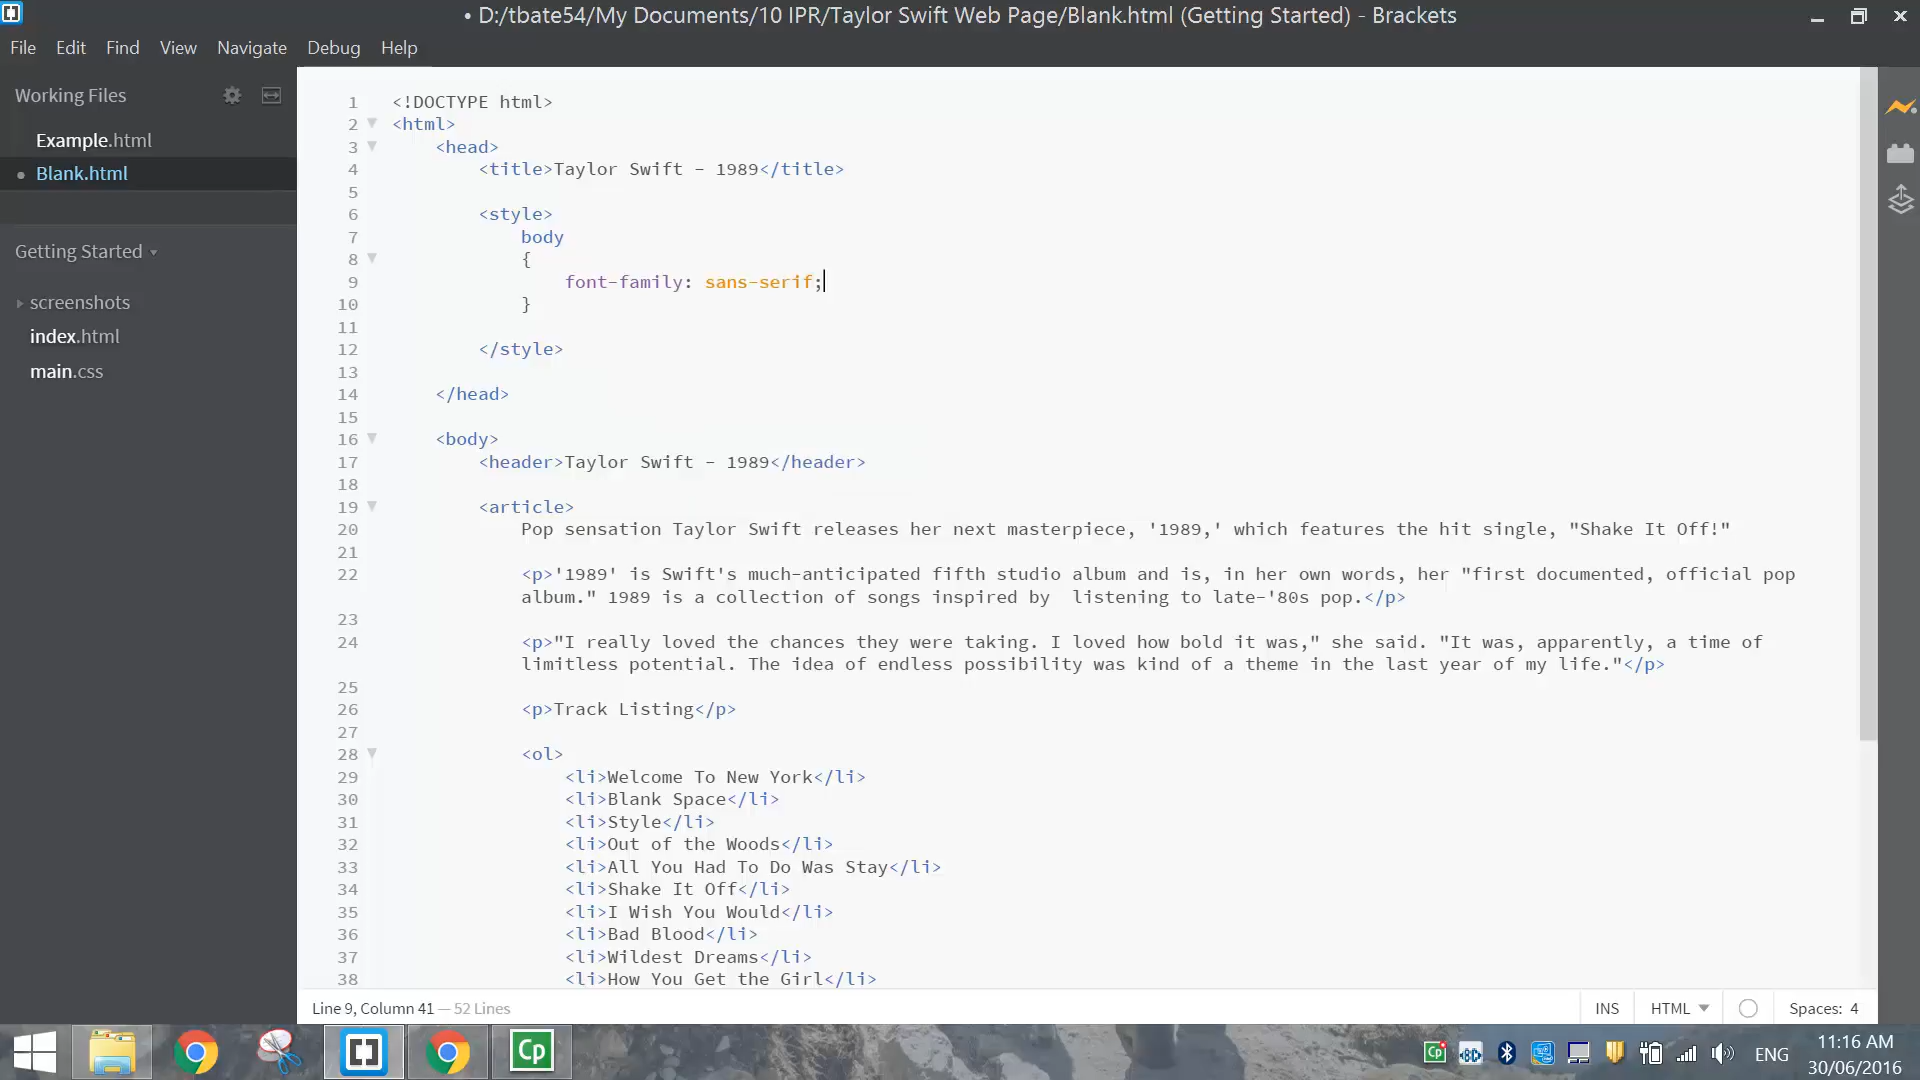 • D:/tbate54/My Documents/10 IPR/Taylor Swift Web Page/Blank.html (Getting Started) - Brackets
File Edit Find View Navigate Debug Help
Working Files
Example.html
Blank.html
Getting Started
screenshots
index.html
main.css
1 <!DOCTYPE html>
2 <html>
3 <head>
4 <title>Taylor Swift - 1989</title>
5
6 <style>
7 body
8 {
9 font-family: sans-serif;
10 }
11
12 </style>
13
14 </head>
15
16 <body>
17 <header>Taylor Swift - 1989</header>
18
19 <article>
20 Pop sensation Taylor Swift releases her next masterpiece, '1989,' which features the hit single, "Shake It Off!"
21
22 <p>'1989' is Swift's much-anticipated fifth studio album and is, in her own words, her "first documented, official pop
album." 1989 is a collection of songs inspired by  listening to late-'80s pop.</p>
23
24 <p>"I really loved the chances they were taking. I loved how bold it was," she said. "It was, apparently, a time of
limitless potential. The idea of endless possibility was kind of a theme in the last year of my life."</p>
25
26 <p>Track Listing</p>
27
28 <ol>
29 <li>Welcome To New York</li>
30 <li>Blank Space</li>
31 <li>Style</li>
32 <li>Out of the Woods</li>
33 <li>All You Had To Do Was Stay</li>
34 <li>Shake It Off</li>
35 <li>I Wish You Would</li>
36 <li>Bad Blood</li>
37 <li>Wildest Dreams</li>
38 <li>How You Get the Girl</li>
Line 9, Column 41 — 52 Lines
INS HTML Spaces: 4
Cp
Cp ENG 11:16 AM
30/06/2016